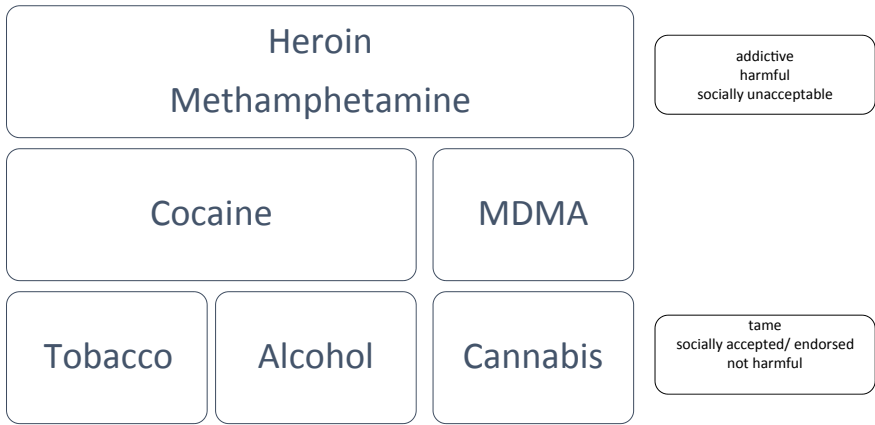 Heroin
Methamphetamine
addictive
harmful
socially unacceptable
Cocaine
MDMA
Tobacco
Alcohol
Cannabis
tame
socially accepted/ endorsed
not harmful